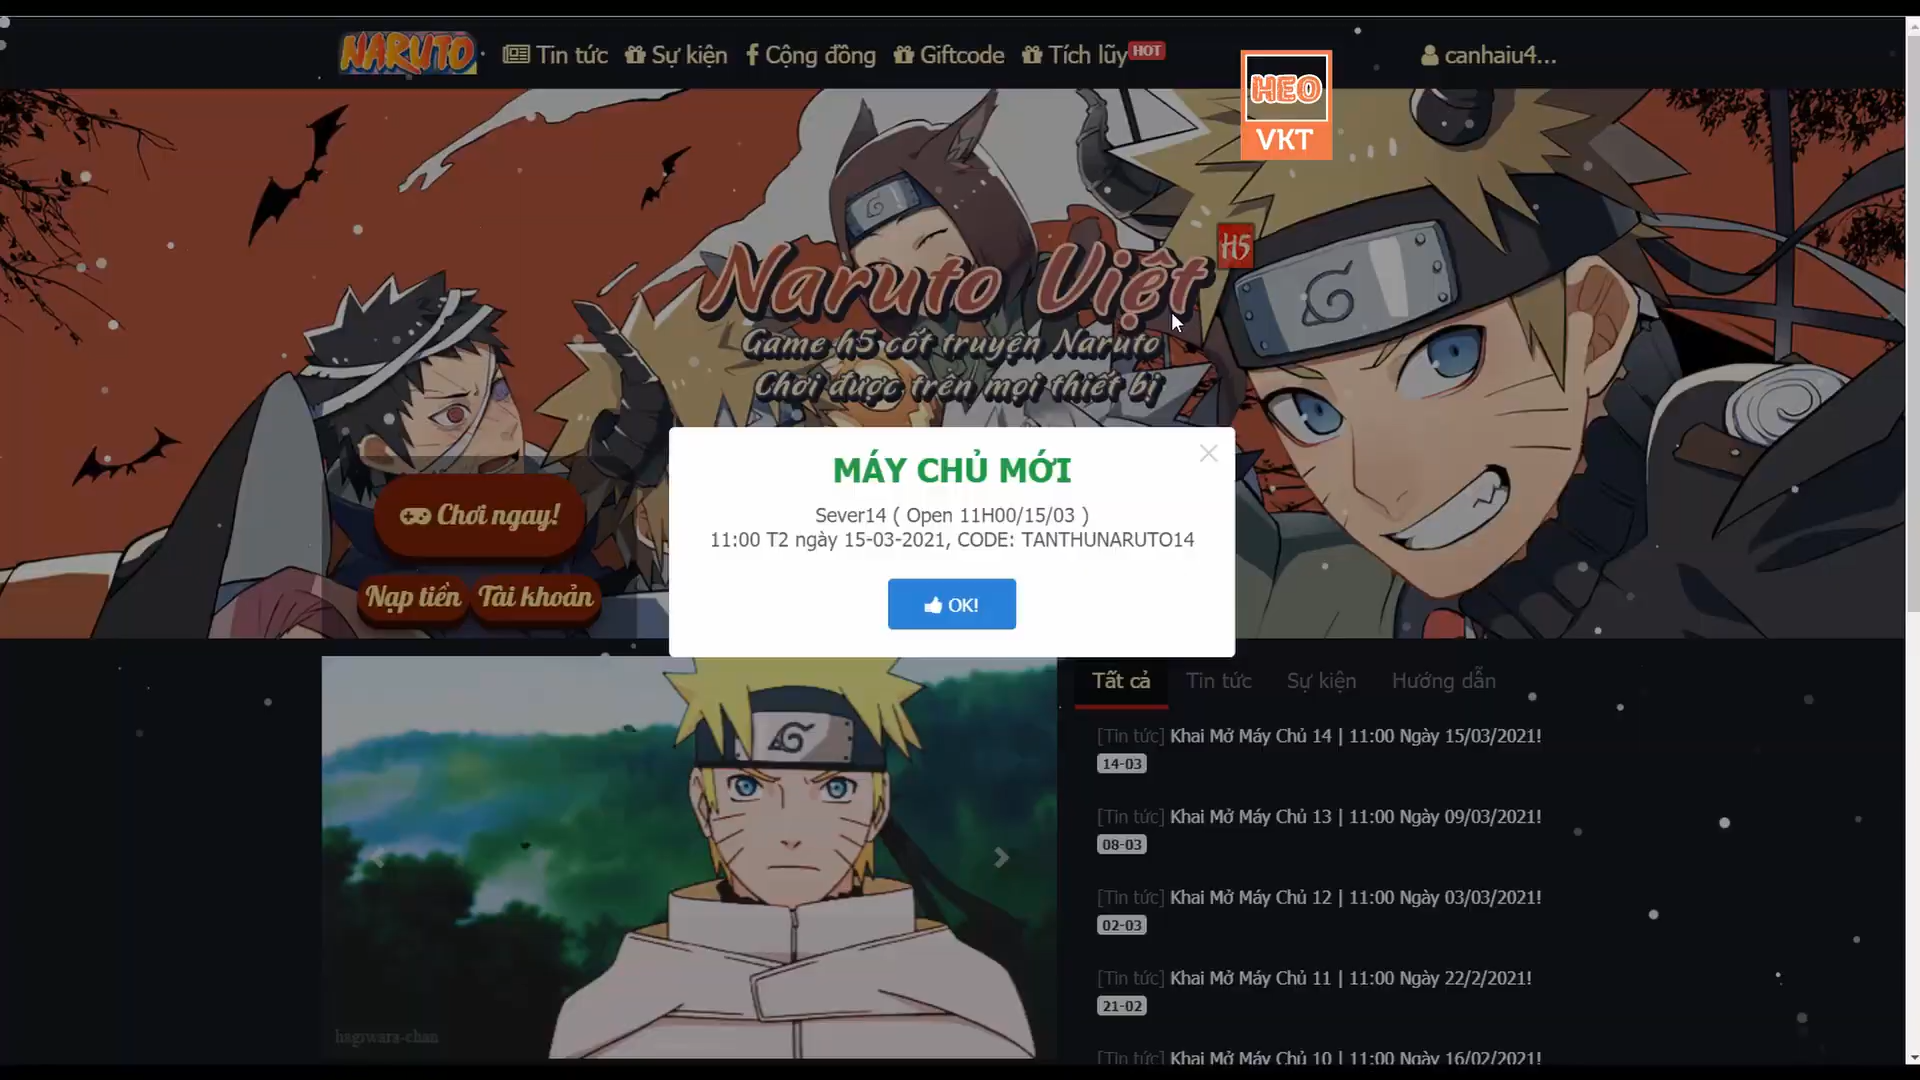 NARUTO
Tin tức
Sự kiện
Cộng đồng
Giftcode
Tích lũy HOT
canhaiu4...
HEO
VKT
Naruto Việt H5
Game h5 cốt truyện Naruto
Chơi được trên mọi thiết bị
Chơi ngay!
Nạp tiền
Tài khoản
MÁY CHỦ MỚI
Sever14 ( Open 11H00/15/03 )
11:00 T2 ngày 15-03-2021, CODE: TANTHUNARUTO14
OK!
Tất cả
Tin tức
Sự kiện
Hướng dẫn
[Tin tức] Khai Mở Máy Chủ 14 | 11:00 Ngày 15/03/2021!
14-03
[Tin tức] Khai Mở Máy Chủ 13 | 11:00 Ngày 09/03/2021!
08-03
[Tin tức] Khai Mở Máy Chủ 12 | 11:00 Ngày 03/03/2021!
02-03
[Tin tức] Khai Mở Máy Chủ 11 | 11:00 Ngày 22/2/2021!
21-02
[Tin tức] Khai Mở Máy Chủ 10 | 11:00 Ngày 16/02/2021!